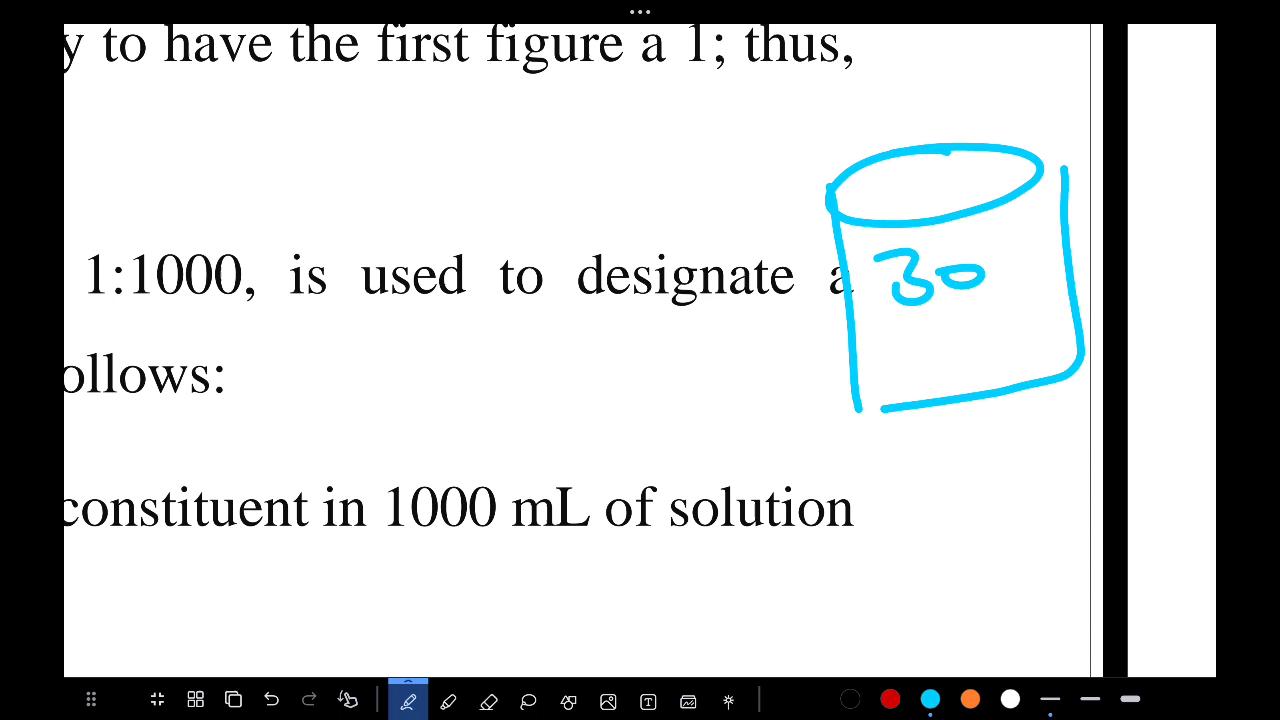 y to have the first figure a 1; thus,
1:1000, is used to designate a
30
ollows:
constituent in 1000 mL of solution